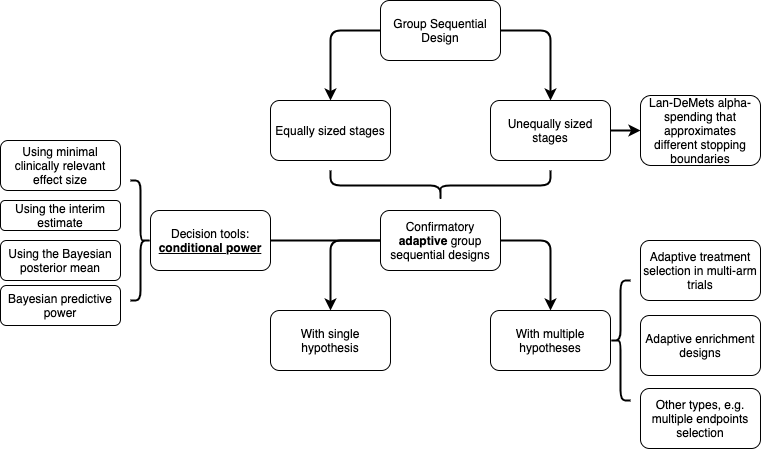 Group Sequential
Design
Equally sized stages
Unequally sized
stages
Lan-DeMets alpha-
spending that
approximates
different stopping
boundaries
Using minimal
clinically relevant
effect size
Using the interim
estimate
Using the Bayesian
posterior mean
Bayesian predictive
power
Decision tools:
conditional power
Confirmatory
adaptive group
sequential designs
With single
hypothesis
With multiple
hypotheses
Adaptive treatment
selection in multi-arm
trials
Adaptive enrichment
designs
Other types, e.g.
multiple endpoints
selection